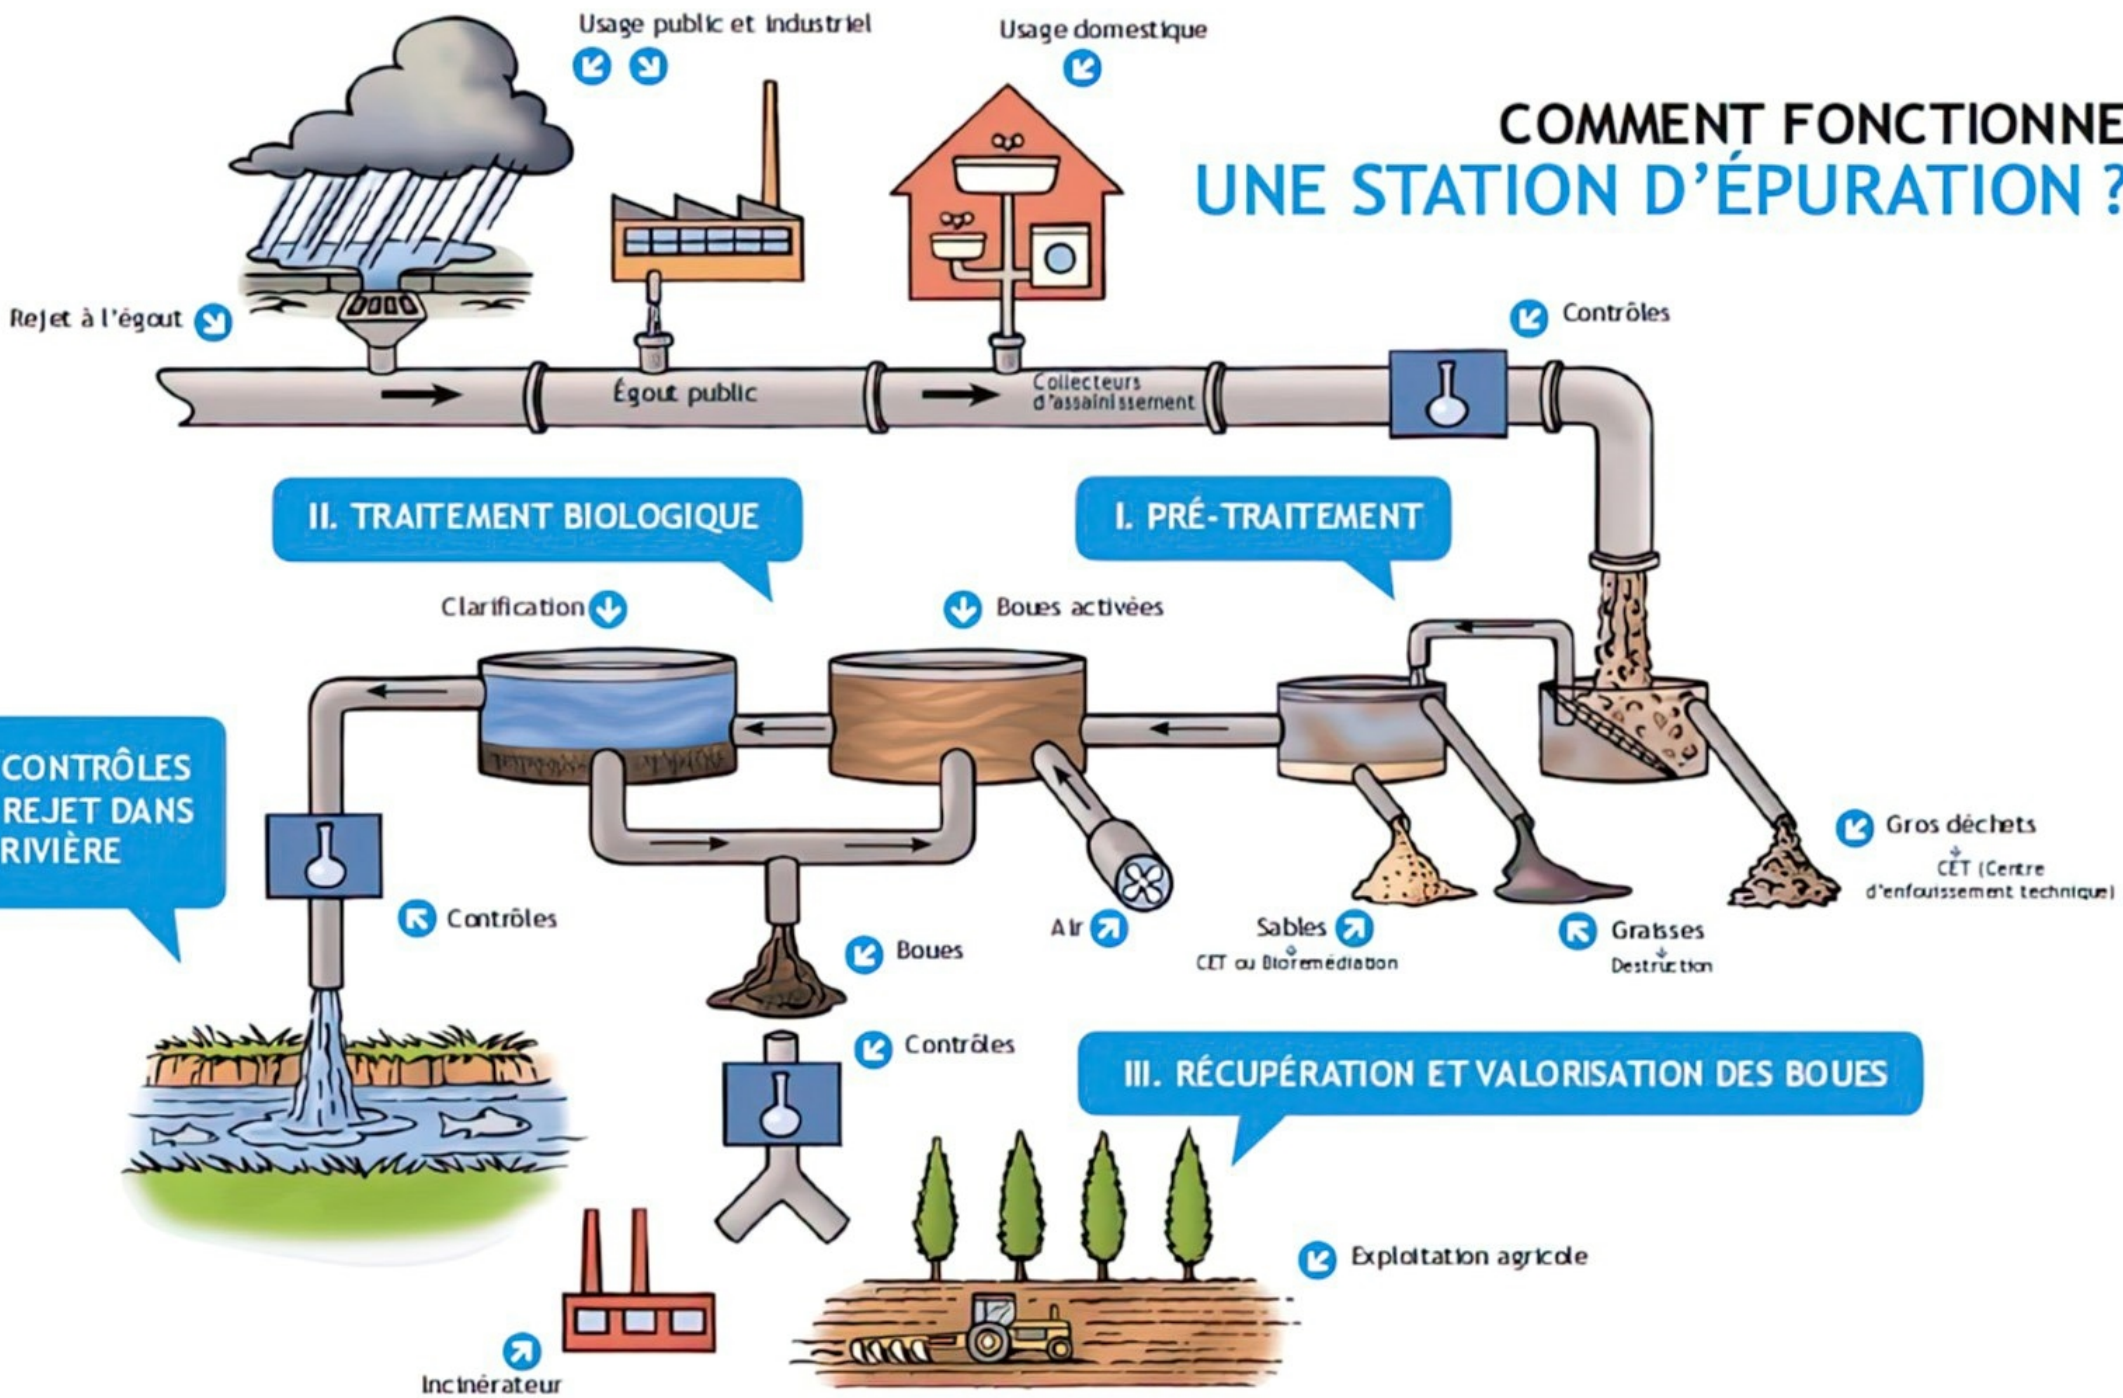 Usage public et industriel
Usage domestique
COMMENT FONCTIONNE
UNE STATION D'ÉPURATION ?
Rejet à l'égout
Contrôles
Égout public
Collecteurs
d'assainissement
II. TRAITEMENT BIOLOGIQUE
I. PRÉ-TRAITEMENT
Clarification
Boues activées
CONTRÔLES
REJET DANS
RIVIÈRE
Gros déchets
CET (Centre
d'enfouissement technique)
Contrôles
Air
Sables
CET ou Bioremédiation
Graisses
Destruction
Boues
Contrôles
III. RÉCUPÉRATION ET VALORISATION DES BOUES
Exploitation agricole
Incinérateur